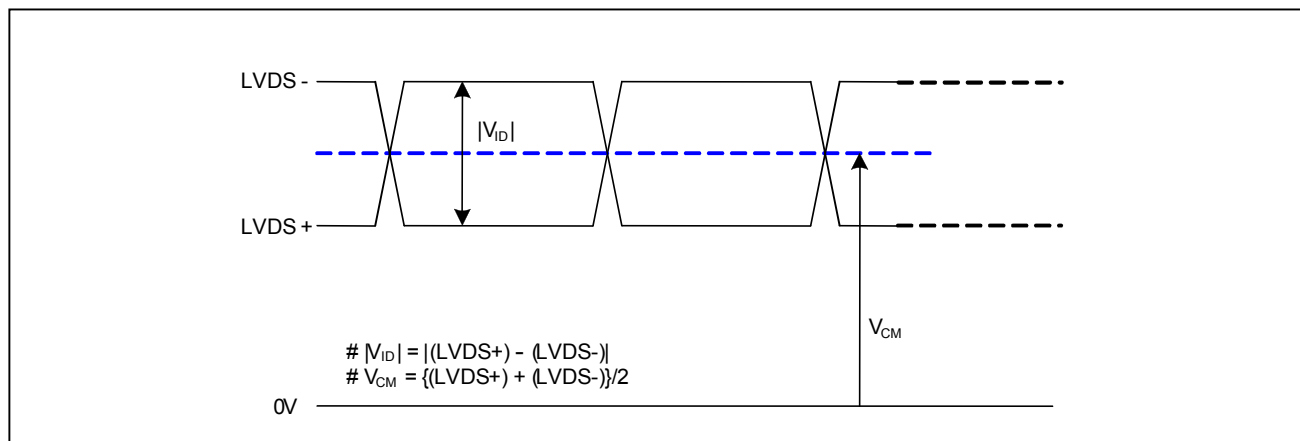 LVDS -
|VID|
LVDS +
VCM
# |VID| = |(LVDS+) - (LVDS-)|
# VCM = {(LVDS+) + (LVDS-)}/2
0V